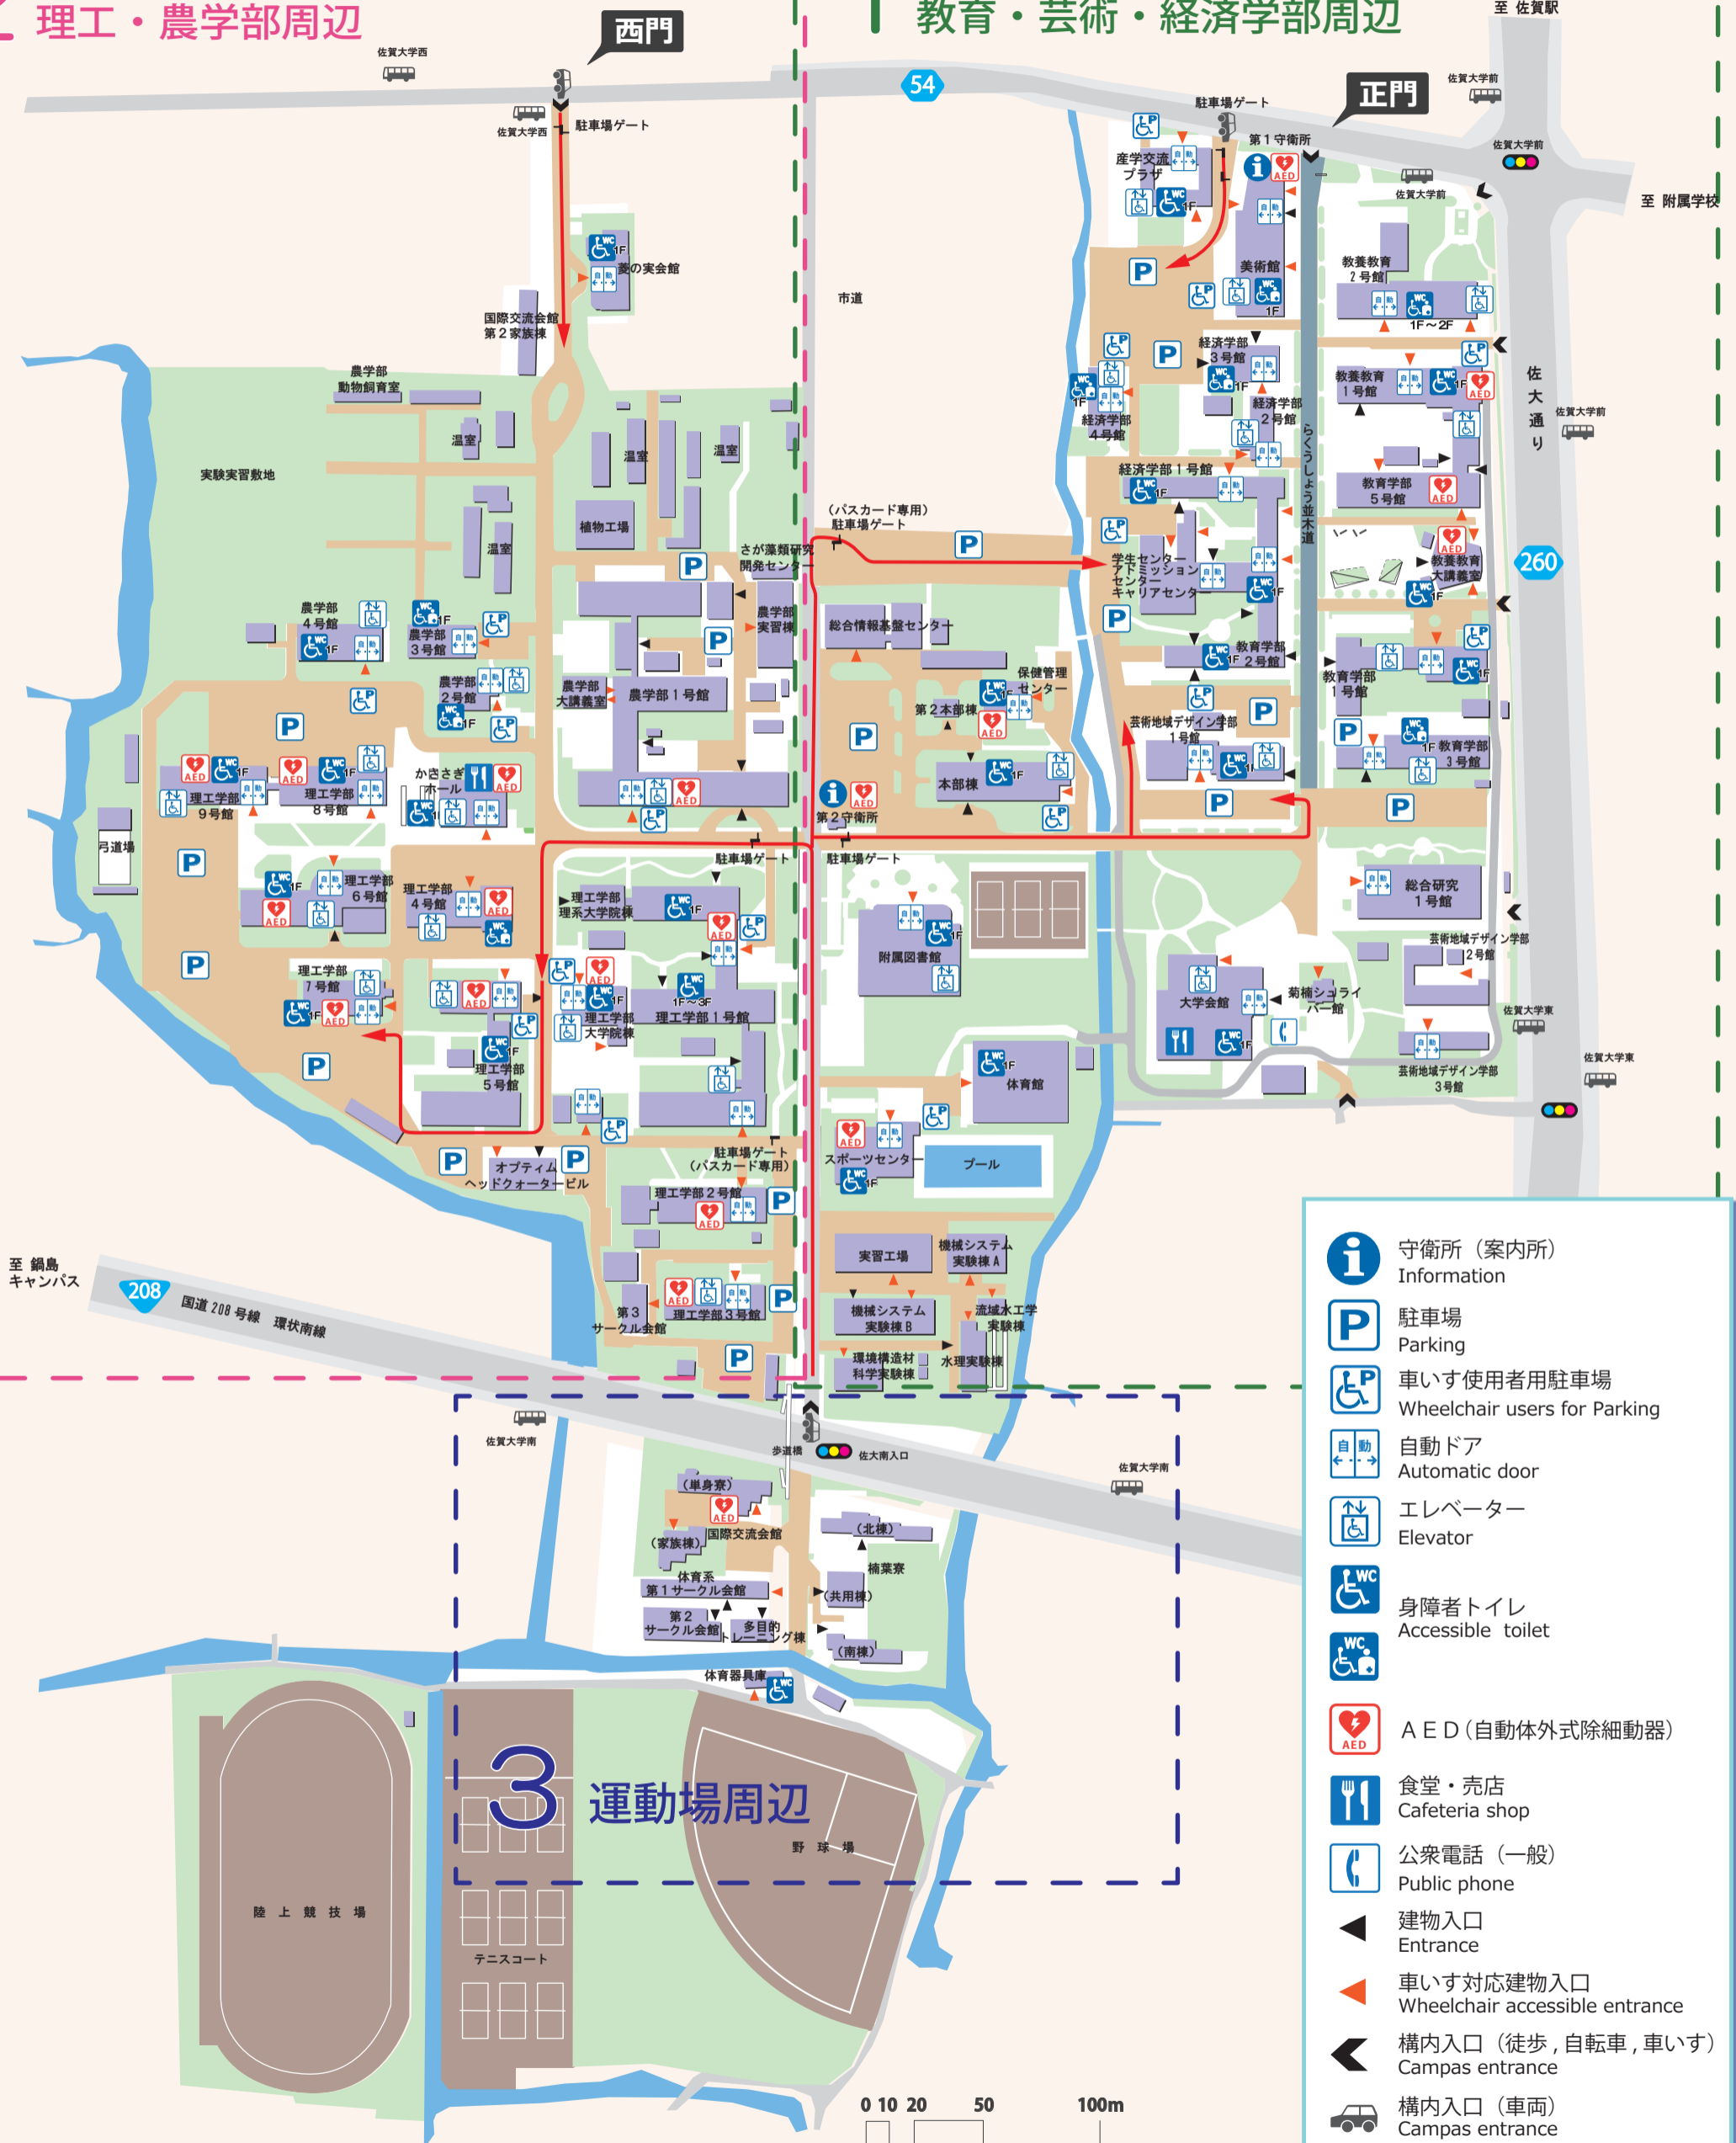 理工・農学部周辺
教育・芸術・経済学部周辺
至 佐賀駅
西門
佐賀大学西
54
佐賀大学前
正門
駐車場ゲート
佐賀大学西
駐車場ゲート
第1守衛所
佐賀大学前
産学交流
プラザ
佐賀大学前
至 附属学校
菱の実会館
美術館
教養教育
2号館
1F～2F
市道
国際交流会館
第2家族棟
経済学部
3号館
農学部
動物飼育室
教養教育
1号館
佐大通り
経済学部
2号館
経済学部
4号館
佐賀大学前
温室
温室
温室
らくうしょう並木道
実験実習敷地
経済学部1号館
教育学部
5号館
植物工場
(パスカード専用)
駐車場ゲート
温室
さが藻類研究
開発センター
学生センター
アドミッション
センター
キャリアセンター
教養教育
大講義室
260
農学部
4号館
農学部
3号館
農学部
実習棟
総合情報基盤センター
教育学部
2号館
農学部
2号館
農学部
大講義室
農学部1号館
保健管理
センター
第2本部棟
教育学部
1号館
芸術地域デザイン学部
1号館
教育学部
3号館
かささぎ
ホール
本部棟
理工学部
9号館
理工学部
8号館
第2守衛所
弓道場
駐車場ゲート
駐車場ゲート
理工学部
6号館
理工学部
4号館
理工学部
理系大学院棟
総合研究
1号館
附属図書館
芸術地域デザイン学部
2号館
理工学部
7号館
1F～3F
理工学部1号館
理工学部
大学院棟
大学会館
菊楠シュライ
バー館
佐賀大学東
理工学部
5号館
体育館
芸術地域デザイン学部
3号館
佐賀大学東
駐車場ゲート
(パスカード専用)
スポーツセンター
プール
オプティム
ヘッドクォータービル
理工学部2号館
実習工場
機械システム
実験棟A
至 鍋島
キャンパス
208
国道208号線 環状南線
第3
サークル会館
理工学部3号館
機械システム
実験棟B
流域水工学
実験棟
環境構造材
科学実験棟
水理実験棟
佐賀大学南
歩道橋
佐大南入口
佐賀大学南
(単身寮)
国際交流会館
(家族棟)
(北棟)
楠葉寮
体育系
第1サークル会館
(共用棟)
第2
サークル会館
多目的
トレーニング棟
(南棟)
体育器具庫
3 運動場周辺
野 球 場
陸 上 競 技 場
テニスコート
0 10 20 50 100m
守衛所（案内所）
Information
駐車場
Parking
車いす使用者用駐車場
Wheelchair users for Parking
自動ドア
Automatic door
エレベーター
Elevator
身障者トイレ
Accessible toilet
ＡＥＤ(自動体外式除細動器)
食堂・売店
Cafeteria shop
公衆電話（一般）
Public phone
建物入口
Entrance
車いす対応建物入口
Wheelchair accessible entrance
構内入口（徒歩,自転車,車いす）
Campas entrance
構内入口（車両）
Campas entrance